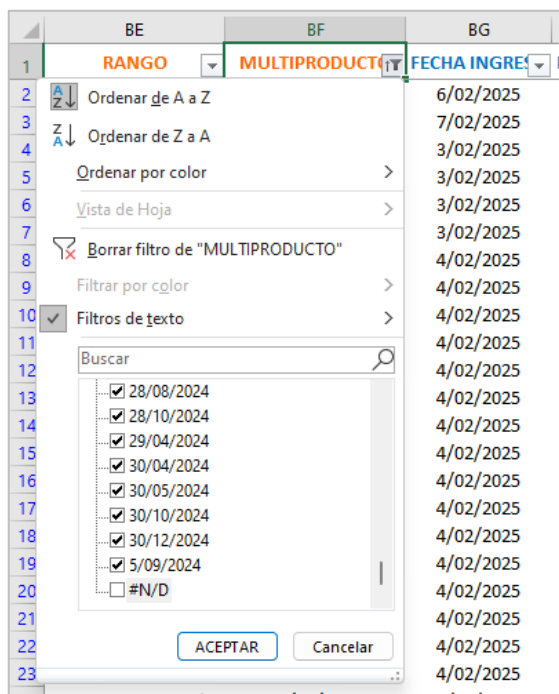 BE BF BG
1 RANGO MULTIPRODUCTO FECHA INGRES
2 Ordenar de A a Z 6/02/2025
3 Ordenar de Z a A 7/02/2025
4 3/02/2025
5 Ordenar por color 3/02/2025
6 Vista de Hoja 3/02/2025
7 3/02/2025
8 Borrar filtro de "MULTIPRODUCTO" 4/02/2025
9 Filtrar por color 4/02/2025
10 Filtros de texto 4/02/2025
11 4/02/2025
12 Buscar 4/02/2025
13 28/08/2024 4/02/2025
14 28/10/2024 4/02/2025
15 29/04/2024 4/02/2025
16 30/04/2024 4/02/2025
17 30/05/2024 4/02/2025
18 30/10/2024 4/02/2025
19 30/12/2024 4/02/2025
5/09/2024
20 #N/D 4/02/2025
21 4/02/2025
22 ACEPTAR Cancelar 4/02/2025
23 4/02/2025